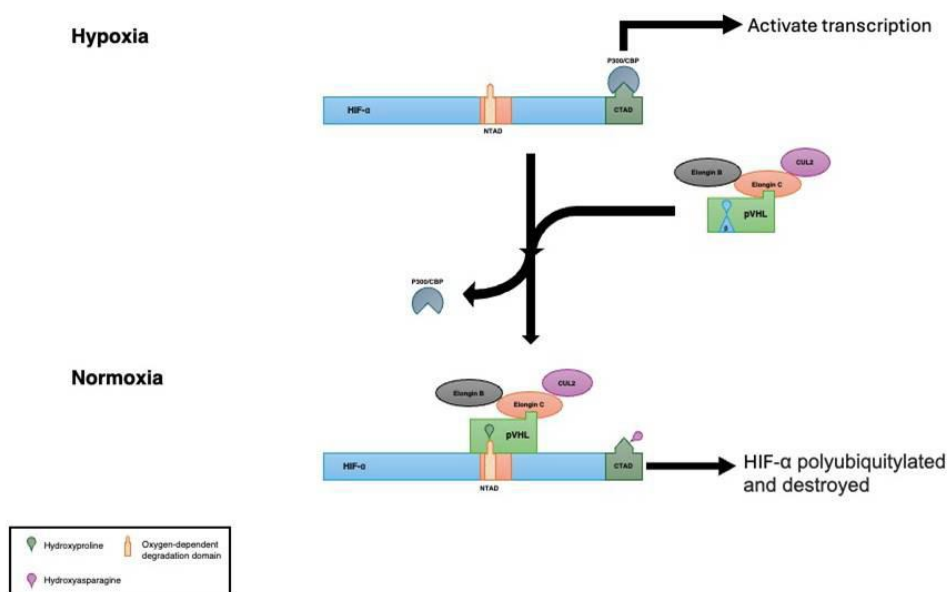 Hypoxia
Activate transcription
P300/CBP
HIF-α
CTAD
NTAD
CUL2
Elongin B
Elongin C
pVHL
β
P300/CBP
Normoxia
CUL2
Elongin B
Elongin C
pVHL
HIF-α
CTAD
NTAD
HIF-α polyubiquitylated
and destroyed
Hydroxyproline
Oxygen-dependent
degradation domain
Hydroxyasparagine